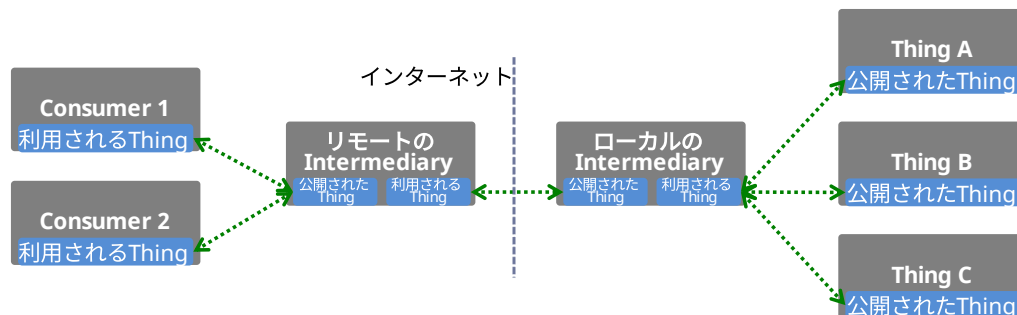 Consumer 1
利用されるThing
Consumer 2
利用されるThing
リモートの
Intermediary
公開された
Thing
利用される
Thing
インターネット
ローカルの
Intermediary
公開された
Thing
利用される
Thing
Thing A
公開されたThing
Thing B
公開されたThing
Thing C
公開されたThing